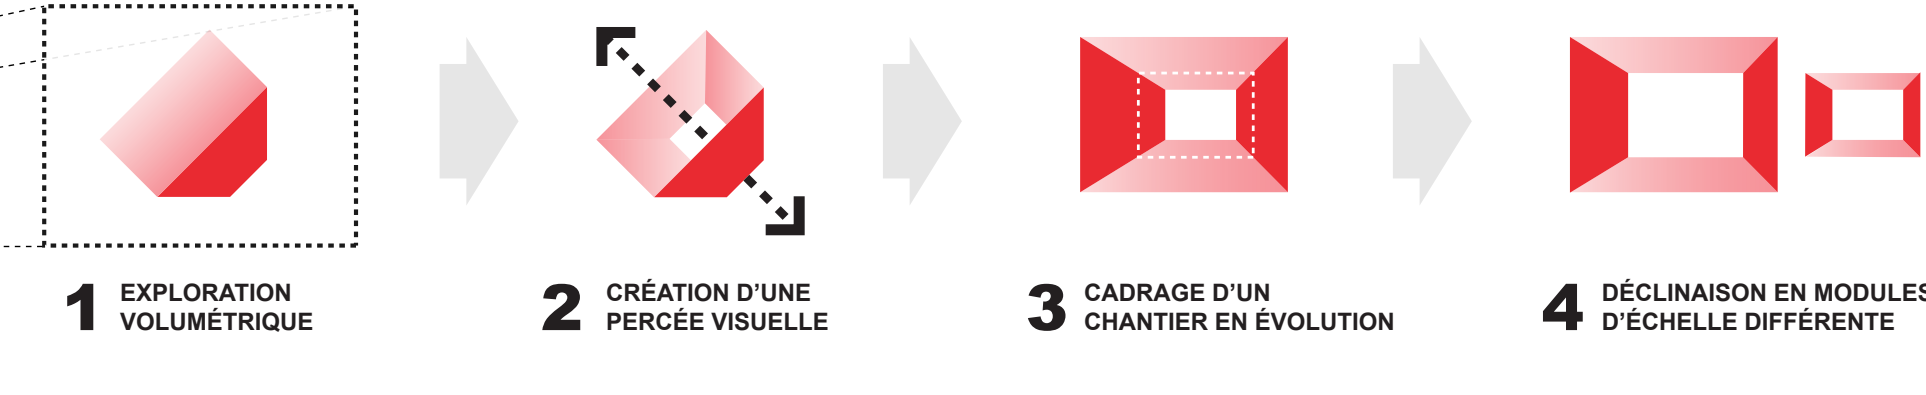 1 EXPLORATION
VOLUMÉTRIQUE
2 CRÉATION D’UNE
PERCÉE VISUELLE
3 CADRAGE D’UN
CHANTIER EN ÉVOLUTION
4 DÉCLINAISON EN MODULES
D’ÉCHELLE DIFFÉRENTE